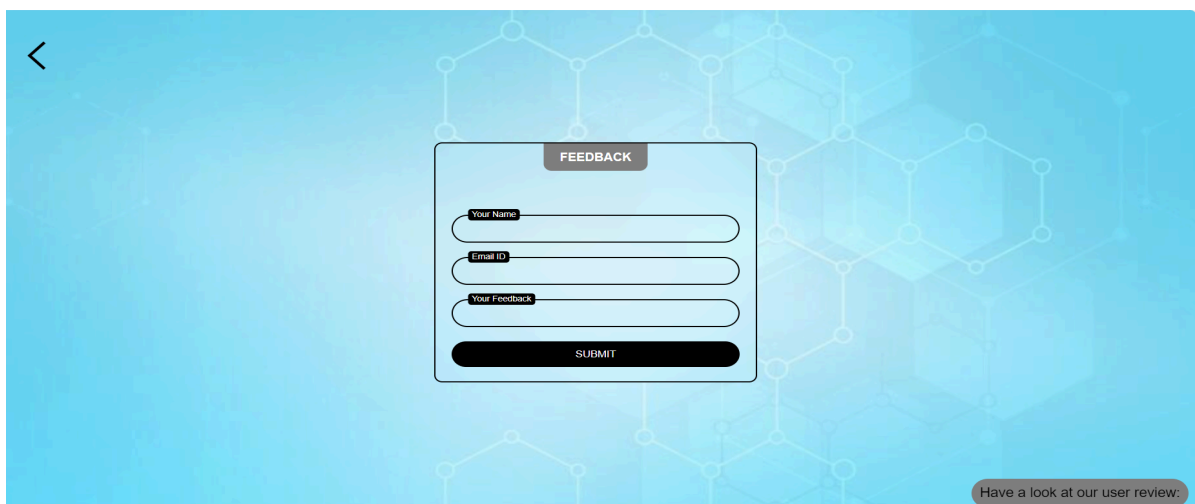 FEEDBACK
Your Name
Email ID
Your Feedback
SUBMIT
Have a look at our user review: